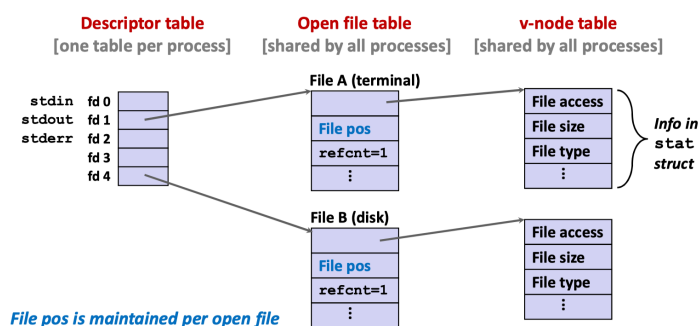 Descriptor table
[one table per process]
Open file table
[shared by all processes]
v-node table
[shared by all processes]
stdin fd 0
stdout fd 1
stderr fd 2
fd 3
fd 4
File A (terminal)
File pos
refcnt=1
⋮
File access
File size
File type
⋮
Info in
stat
struct
File B (disk)
File pos
refcnt=1
⋮
File access
File size
File type
⋮
File pos is maintained per open file